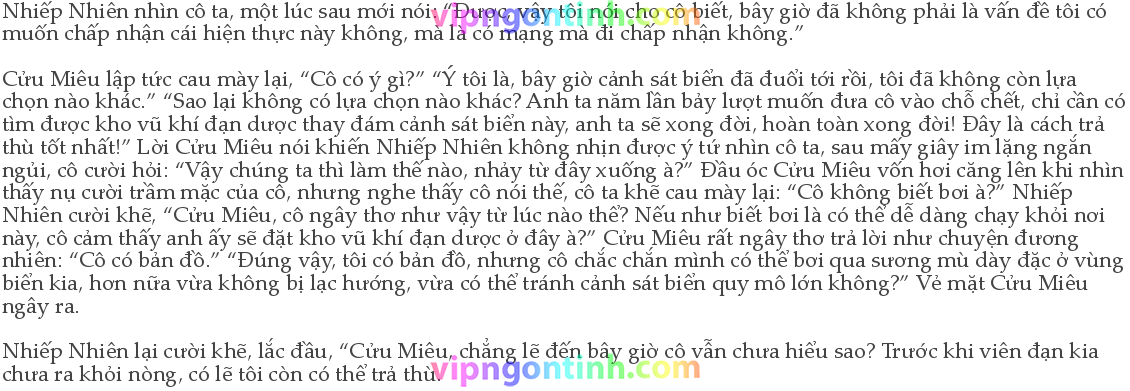 Nhiếp Nhiên nhìn cô ta, một lúc sau mới nói: “Được vậy tôi nói cho cô biết, bây giờ đã không phải là vấn đề tôi có
muốn chấp nhận cái hiện thực này không, mà là có mạng mà đi chấp nhận không.”
Cửu Miêu lập tức cau mày lại, “Cô có ý gì?” “Ý tôi là, bây giờ cảnh sát biển đã đuổi tới rồi, tôi đã không còn lựa
chọn nào khác.” “Sao lại không có lựa chọn nào khác? Anh ta năm lần bảy lượt muốn đưa cô vào chỗ chết, chỉ cần có
tìm được kho vũ khí đạn dược thay đám cảnh sát biển này, anh ta sẽ xong đời, hoàn toàn xong đời! Đây là cách trả
thù tốt nhất!” Lời Cửu Miêu nói khiến Nhiếp Nhiên không nhịn được ý tứ nhìn cô ta, sau mấy giây im lặng ngắn
ngủi, cô cười hỏi: “Vậy chúng ta thì làm thế nào, nhảy từ đây xuống à?” Đầu óc Cửu Miêu vốn hơi căng lên khi nhìn
thấy nụ cười trầm mặc của cô, nhưng nghe thấy cô nói thế, cô ta khẽ cau mày lại: “Cô không biết bơi à?” Nhiếp
Nhiên cười khẽ, “Cửu Miêu, cô ngây thơ như vậy từ lúc nào thế? Nếu như biết bơi là có thể dễ dàng chạy khỏi nơi
này, cô cảm thấy anh ấy sẽ đặt kho vũ khí đạn dược ở đây à?” Cửu Miêu rất ngây thơ trả lời như chuyện đương
nhiên: “Cô có bản đồ.” “Đúng vậy, tôi có bản đồ, nhưng cô chắc chắn mình có thể bơi qua sương mù dày đặc ở vùng
biển kia, hơn nữa vừa không bị lạc hướng, vừa có thể tránh cảnh sát biển quy mô lớn không?” Vẻ mặt Cửu Miêu
ngây ra.
Nhiếp Nhiên lại cười khẽ, lắc đầu, “Cửu Miêu, chẳng lẽ đến bây giờ cô vẫn chưa hiểu sao? Trước khi viên đạn kia
chưa ra khỏi nòng, có lẽ tôi còn có thể trả thù.
vipngontinh.com
vipngontinh.com
vipngontinh.com